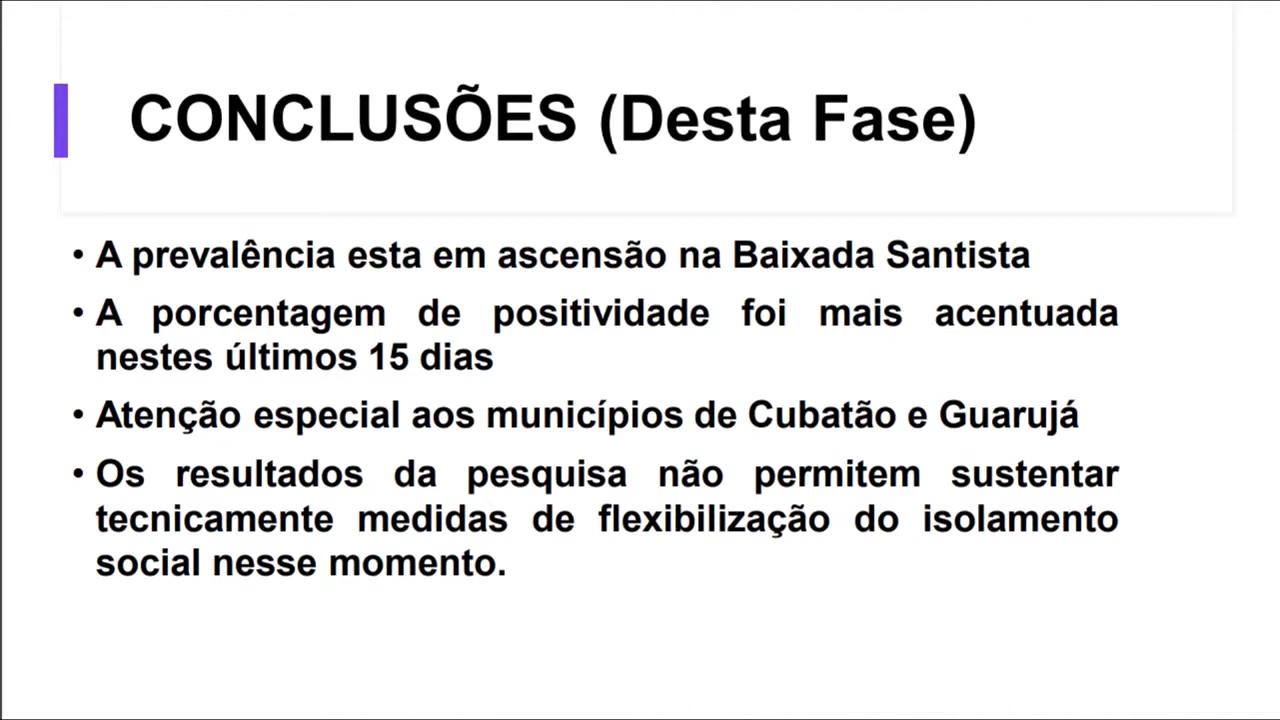 CONCLUSÕES (Desta Fase)
• A prevalência esta em ascensão na Baixada Santista
• A porcentagem de positividade foi mais acentuada
nestes últimos 15 dias
• Atenção especial aos municípios de Cubatão e Guarujá
• Os resultados da pesquisa não permitem sustentar
tecnicamente medidas de flexibilização do isolamento
social nesse momento.